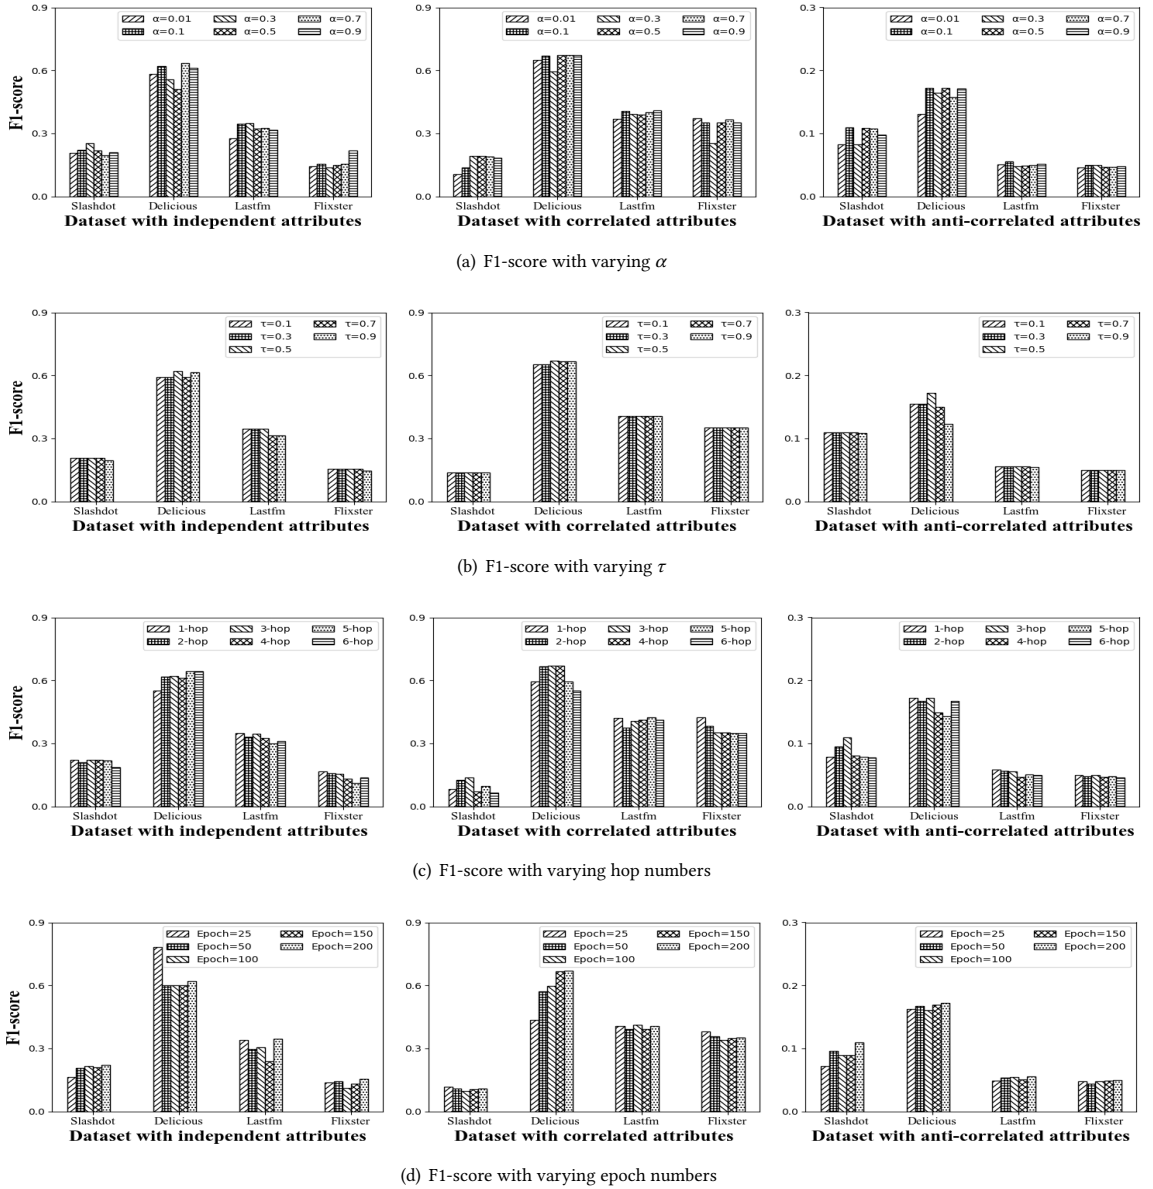 0.9
0.6
0.3
0.0
F1-score
α=0.01 α=0.3 α=0.7
α=0.1 α=0.5 α=0.9
Slashdot Delicious Lastfm Flixster
Dataset with independent attributes
0.9
0.6
0.3
0.0
α=0.01 α=0.3 α=0.7
α=0.1 α=0.5 α=0.9
Slashdot Delicious Lastfm Flixster
Dataset with correlated attributes
0.3
0.2
0.1
0.0
α=0.01 α=0.3 α=0.7
α=0.1 α=0.5 α=0.9
Slashdot Delicious Lastfm Flixster
Dataset with anti-correlated attributes
(a) F1-score with varying α
0.9
0.6
0.3
0.0
F1-score
τ=0.1 τ=0.7
τ=0.3 τ=0.9
τ=0.5
Slashdot Delicious Lastfm Flixster
Dataset with independent attributes
0.9
0.6
0.3
0.0
τ=0.1 τ=0.7
τ=0.3 τ=0.9
τ=0.5
Slashdot Delicious Lastfm Flixster
Dataset with correlated attributes
0.3
0.2
0.1
0.0
τ=0.1 τ=0.7
τ=0.3 τ=0.9
τ=0.5
Slashdot Delicious Lastfm Flixster
Dataset with anti-correlated attributes
(b) F1-score with varying τ
0.9
0.6
0.3
0.0
F1-score
1-hop 3-hop 5-hop
2-hop 4-hop 6-hop
Slashdot Delicious Lastfm Flixster
Dataset with independent attributes
0.9
0.6
0.3
0.0
1-hop 3-hop 5-hop
2-hop 4-hop 6-hop
Slashdot Delicious Lastfm Flixster
Dataset with correlated attributes
0.3
0.2
0.1
0.0
1-hop 3-hop 5-hop
2-hop 4-hop 6-hop
Slashdot Delicious Lastfm Flixster
Dataset with anti-correlated attributes
(c) F1-score with varying hop numbers
0.9
0.6
0.3
0.0
F1-score
Epoch=25 Epoch=150
Epoch=50 Epoch=200
Epoch=100
Slashdot Delicious Lastfm Flixster
Dataset with independent attributes
0.9
0.6
0.3
0.0
Epoch=25 Epoch=150
Epoch=50 Epoch=200
Epoch=100
Slashdot Delicious Lastfm Flixster
Dataset with correlated attributes
0.3
0.2
0.1
0.0
Epoch=25 Epoch=150
Epoch=50 Epoch=200
Epoch=100
Slashdot Delicious Lastfm Flixster
Dataset with anti-correlated attributes
(d) F1-score with varying epoch numbers